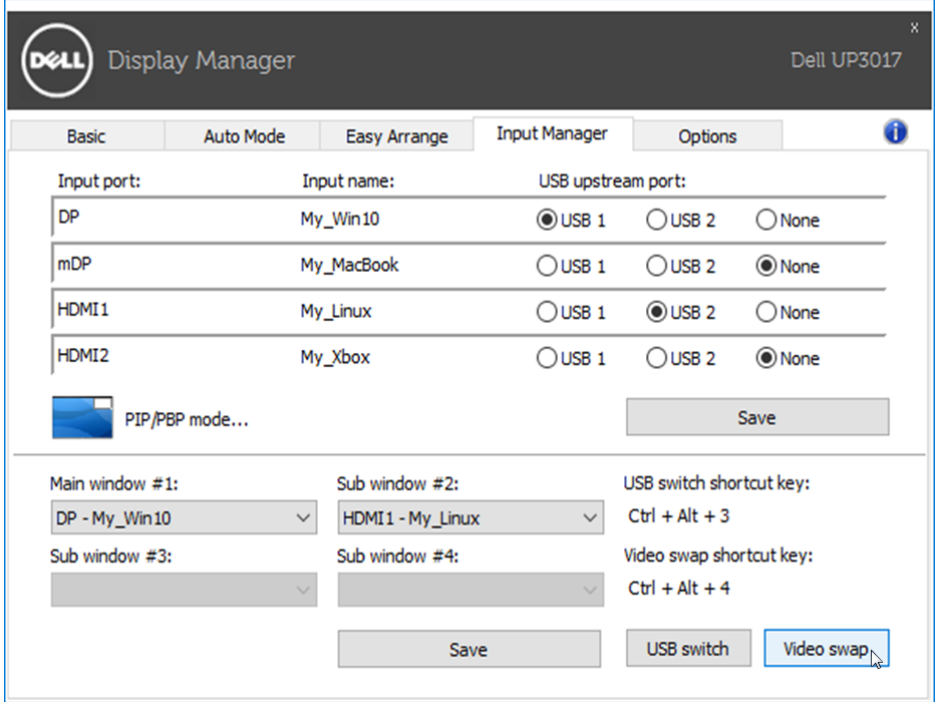 x
DELL Display Manager Dell UP3017
Basic Auto Mode Easy Arrange Input Manager Options i
Input port: Input name: USB upstream port:
DP My_Win10 USB 1 USB 2 None
mDP My_MacBook USB 1 USB 2 None
HDMI1 My_Linux USB 1 USB 2 None
HDMI2 My_Xbox USB 1 USB 2 None
PIP/PBP mode... Save
Main window #1: Sub window #2: USB switch shortcut key:
DP - My_Win10 HDMI1 - My_Linux Ctrl + Alt + 3
Sub window #3: Sub window #4: Video swap shortcut key:
Ctrl + Alt + 4
Save USB switch Video swap